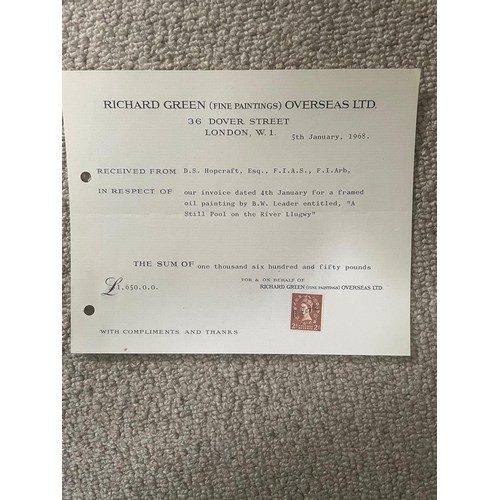 RICHARD GREEN (FINE PAINTINGS) OVERSEAS LTD.
36 DOVER STREET
LONDON, W.1.
5th January, 1968.
RECEIVED FROM D.S. Hopcraft, Esq., F.I.A.S., F.I.Arb,
IN RESPECT OF our invoice dated 4th January for a framed
oil painting by B.W. Leader entitled, "A
Still Pool on the River Llugwy"
THE SUM OF one thousand six hundred and fifty pounds
£1,650.0.0.
FOR & ON BEHALF OF
RICHARD GREEN (FINE PAINTINGS) OVERSEAS LTD.
WITH COMPLIMENTS AND THANKS